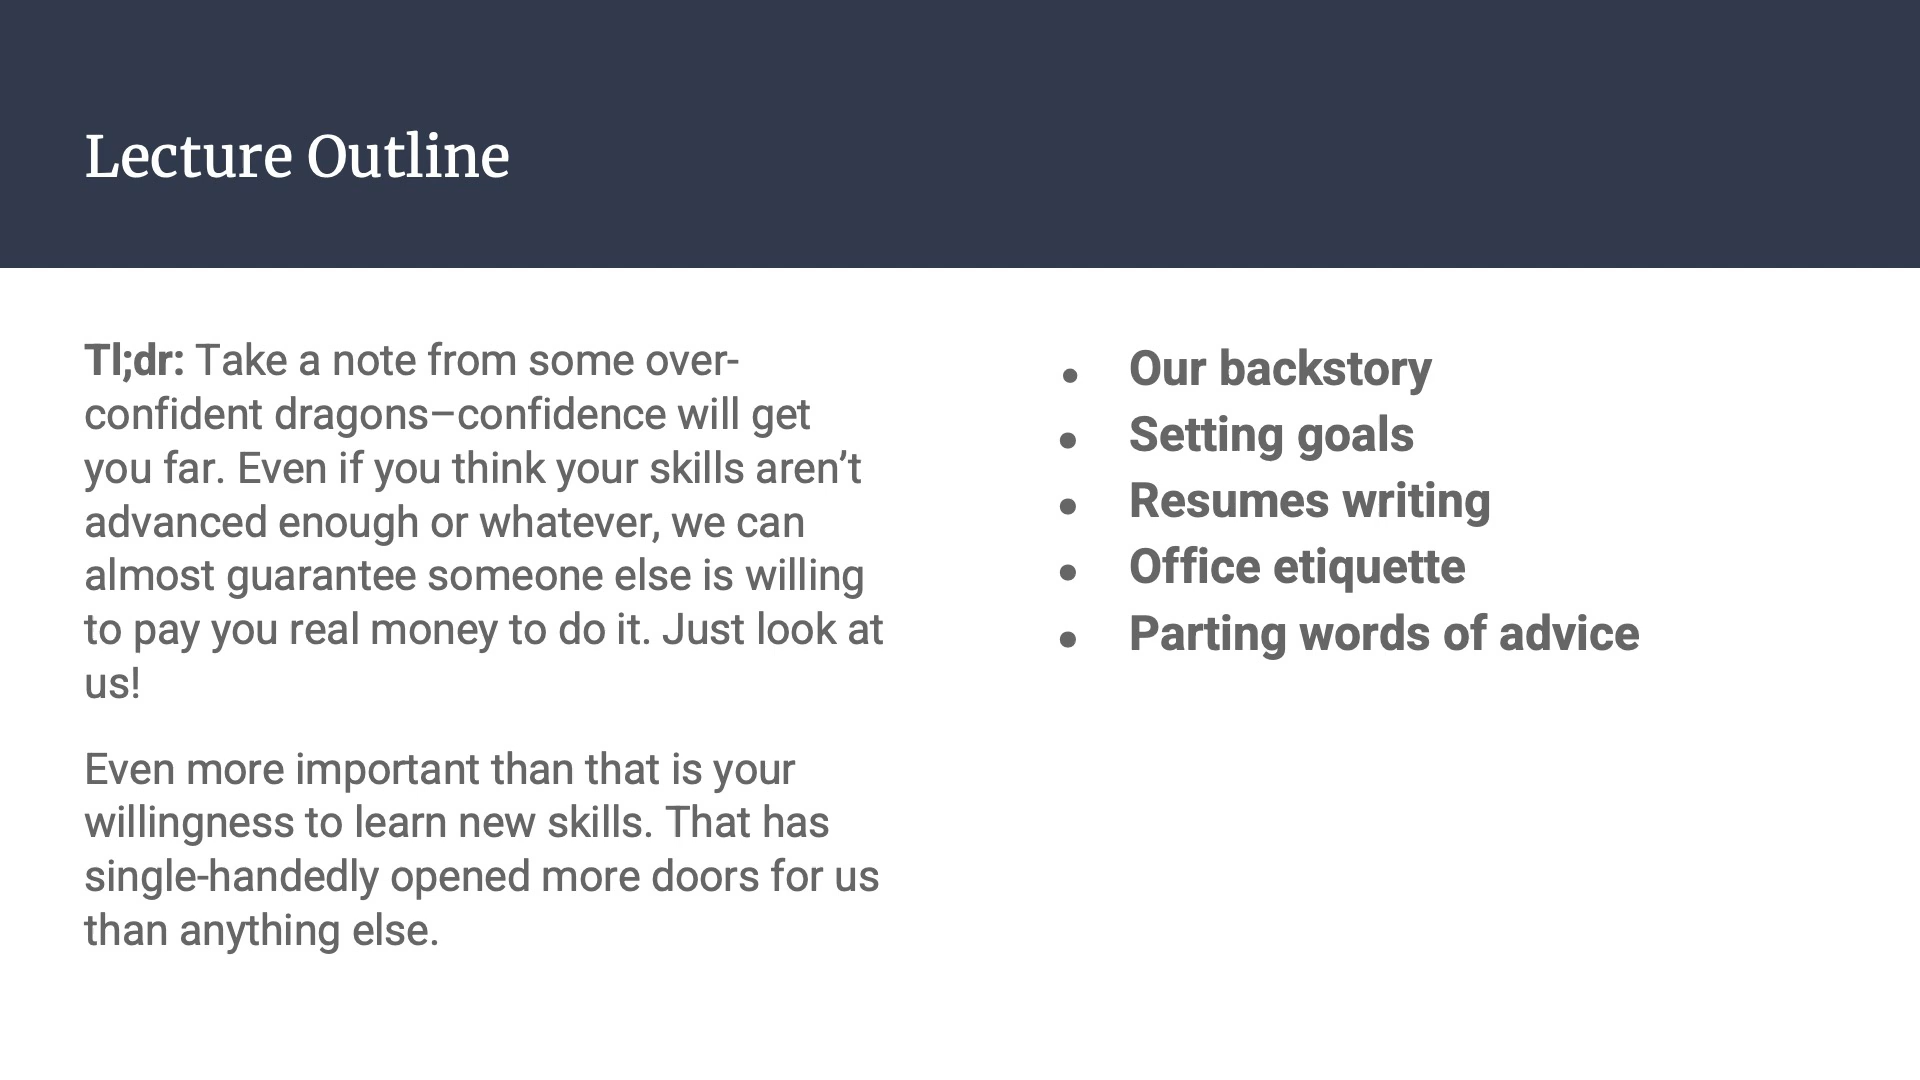 Lecture Outline
Tl;dr: Take a note from some over-
confident dragons–confidence will get
you far. Even if you think your skills aren’t
advanced enough or whatever, we can
almost guarantee someone else is willing
to pay you real money to do it. Just look at
us!
Even more important than that is your
willingness to learn new skills. That has
single-handedly opened more doors for us
than anything else.
● Our backstory
● Setting goals
● Resumes writing
● Office etiquette
● Parting words of advice